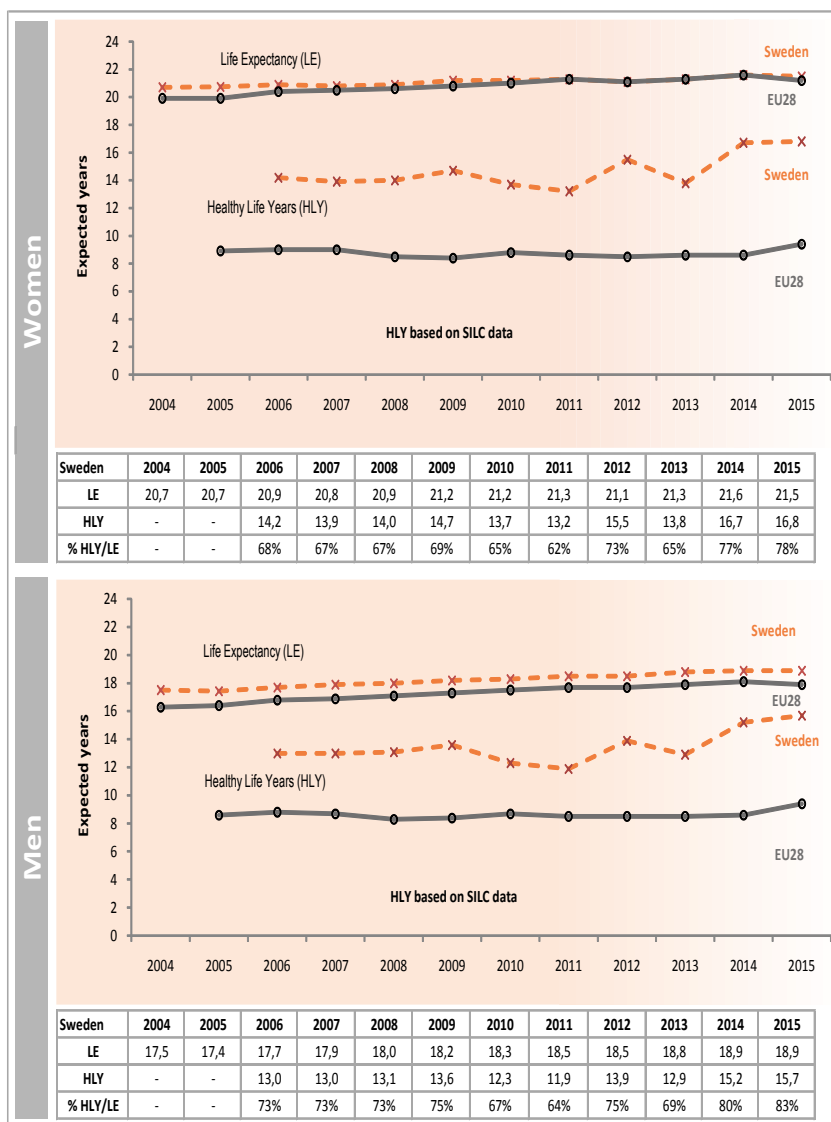 Women
Expected years
24
22
20
18
16
14
12
10
8
6
4
2
0
Life Expectancy (LE)
Sweden
EU28
Sweden
Healthy Life Years (HLY)
EU28
HLY based on SILC data
2004 2005 2006 2007 2008 2009 2010 2011 2012 2013 2014 2015
Sweden 2004 2005 2006 2007 2008 2009 2010 2011 2012 2013 2014 2015
LE 20,7 20,7 20,9 20,8 20,9 21,2 21,2 21,3 21,1 21,3 21,6 21,5
HLY - - 14,2 13,9 14,0 14,7 13,7 13,2 15,5 13,8 16,7 16,8
% HLY/LE - - 68% 67% 67% 69% 65% 62% 73% 65% 77% 78%
Men
Expected years
24
22
20
18
16
14
12
10
8
6
4
2
0
Sweden
Life Expectancy (LE)
EU28
Sweden
Healthy Life Years (HLY)
EU28
HLY based on SILC data
2004 2005 2006 2007 2008 2009 2010 2011 2012 2013 2014 2015
Sweden 2004 2005 2006 2007 2008 2009 2010 2011 2012 2013 2014 2015
LE 17,5 17,4 17,7 17,9 18,0 18,2 18,3 18,5 18,5 18,8 18,9 18,9
HLY - - 13,0 13,0 13,1 13,6 12,3 11,9 13,9 12,9 15,2 15,7
% HLY/LE - - 73% 73% 73% 75% 67% 64% 75% 69% 80% 83%